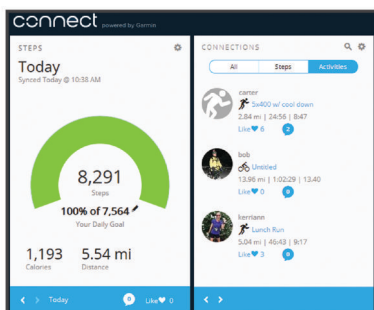 connect powered by Garmin
STEPS
Today
Synced Today @ 10:38 AM
8,291
Steps
100% of 7,564
Your Daily Goal
1,193
Calories
5.54 mi
Distance
Today
0
Like 0
CONNECTIONS
All
Steps
Activities
carter
5x400 w/ cool down
2.84 mi | 24:56 | 8:47
Like 6
2
bob
Untitled
13.96 mi | 1:02:29 | 13.40
Like 0
0
kerriann
Lunch Run
5.04 mi | 46:43 | 9:17
Like 3
0